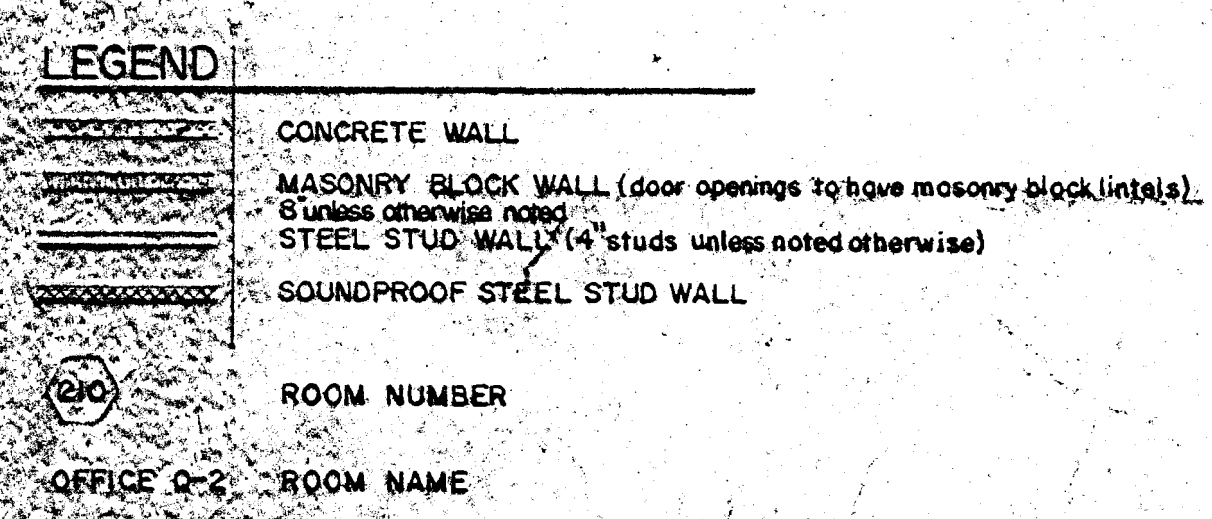 LEGEND
CONCRETE WALL
MASONRY BLOCK WALL (door openings to have masonry block lintels)
8" unless otherwise noted
STEEL STUD WALL (4" studs unless noted otherwise)
SOUNDPROOF STEEL STUD WALL
210 ROOM NUMBER
OFFICE Q-2 ROOM NAME